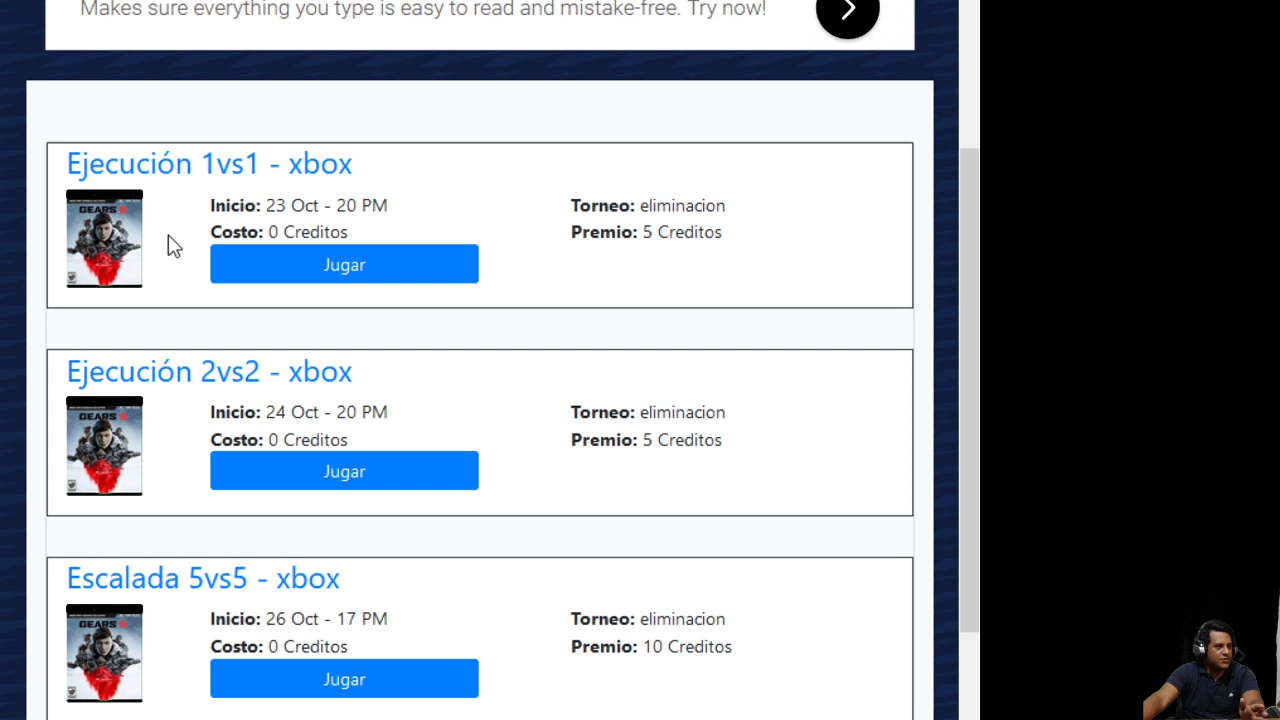 Makes sure everything you type is easy to read and mistake-free. Try now!
Ejecución 1vs1 - xbox
GEARS
Inicio: 23 Oct - 20 PM
Torneo: eliminacion
Costo: 0 Creditos
Premio: 5 Creditos
Jugar
Ejecución 2vs2 - xbox
GEARS
Inicio: 24 Oct - 20 PM
Torneo: eliminacion
Costo: 0 Creditos
Premio: 5 Creditos
Jugar
Escalada 5vs5 - xbox
GEARS
Inicio: 26 Oct - 17 PM
Torneo: eliminacion
Costo: 0 Creditos
Premio: 10 Creditos
Jugar